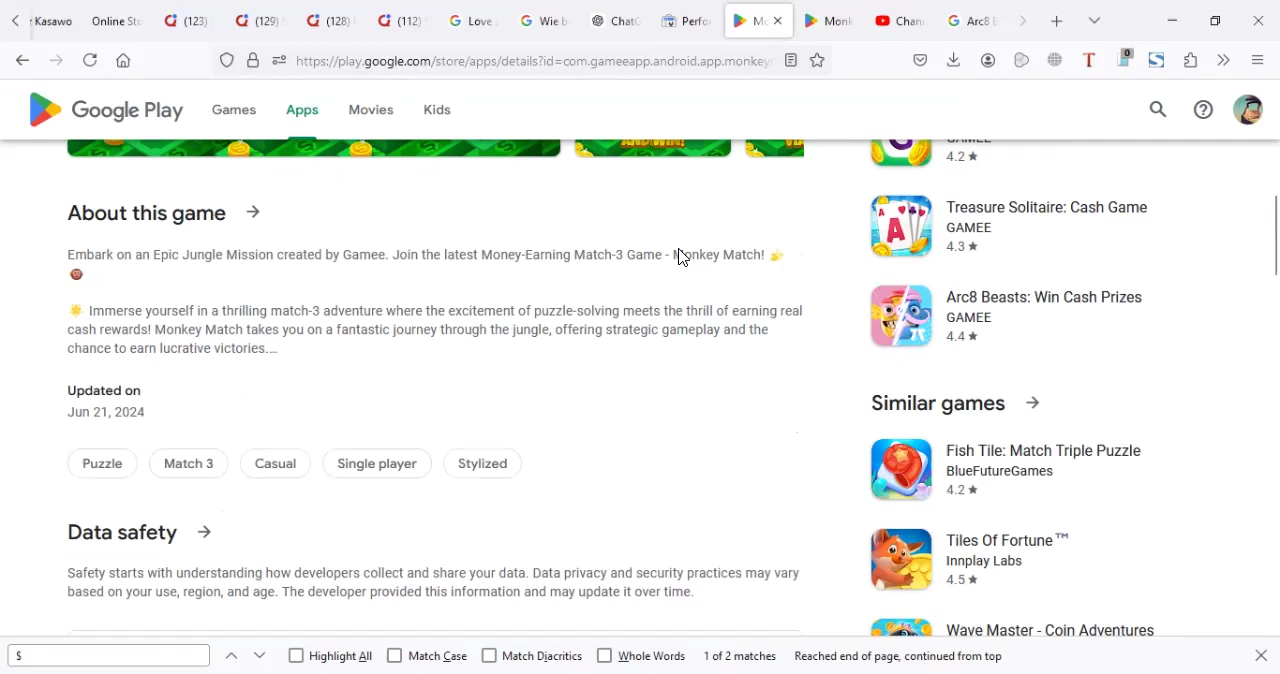 Kasawo
Online Sto
(123)
(129)
(128)
(112)
Love
Wie b
ChatG
Perfo
Mo
Monk
Chan
Arc8 B
https://play.google.com/store/apps/details?id=com.gameeapp.android.app.monkey
T
0
S
Google Play
Games
Apps
Movies
Kids
AND WIN!
GAMEE
4.2 ★
About this game →
Embark on an Epic Jungle Mission created by Gamee. Join the latest Money-Earning Match-3 Game - Monkey Match! 🌟
🐵
🌟 Immerse yourself in a thrilling match-3 adventure where the excitement of puzzle-solving meets the thrill of earning real
cash rewards! Monkey Match takes you on a fantastic journey through the jungle, offering strategic gameplay and the
chance to earn lucrative victories.…
Updated on
Jun 21, 2024
Puzzle
Match 3
Casual
Single player
Stylized
Data safety →
Safety starts with understanding how developers collect and share your data. Data privacy and security practices may vary
based on your use, region, and age. The developer provided this information and may update it over time.
Treasure Solitaire: Cash Game
GAMEE
4.3 ★
Arc8 Beasts: Win Cash Prizes
GAMEE
4.4 ★
Similar games →
Fish Tile: Match Triple Puzzle
BlueFutureGames
4.2 ★
Tiles Of Fortune™
Innplay Labs
4.5 ★
Wave Master - Coin Adventures
$
Highlight All
Match Case
Match Diacritics
Whole Words
1 of 2 matches
Reached end of page, continued from top